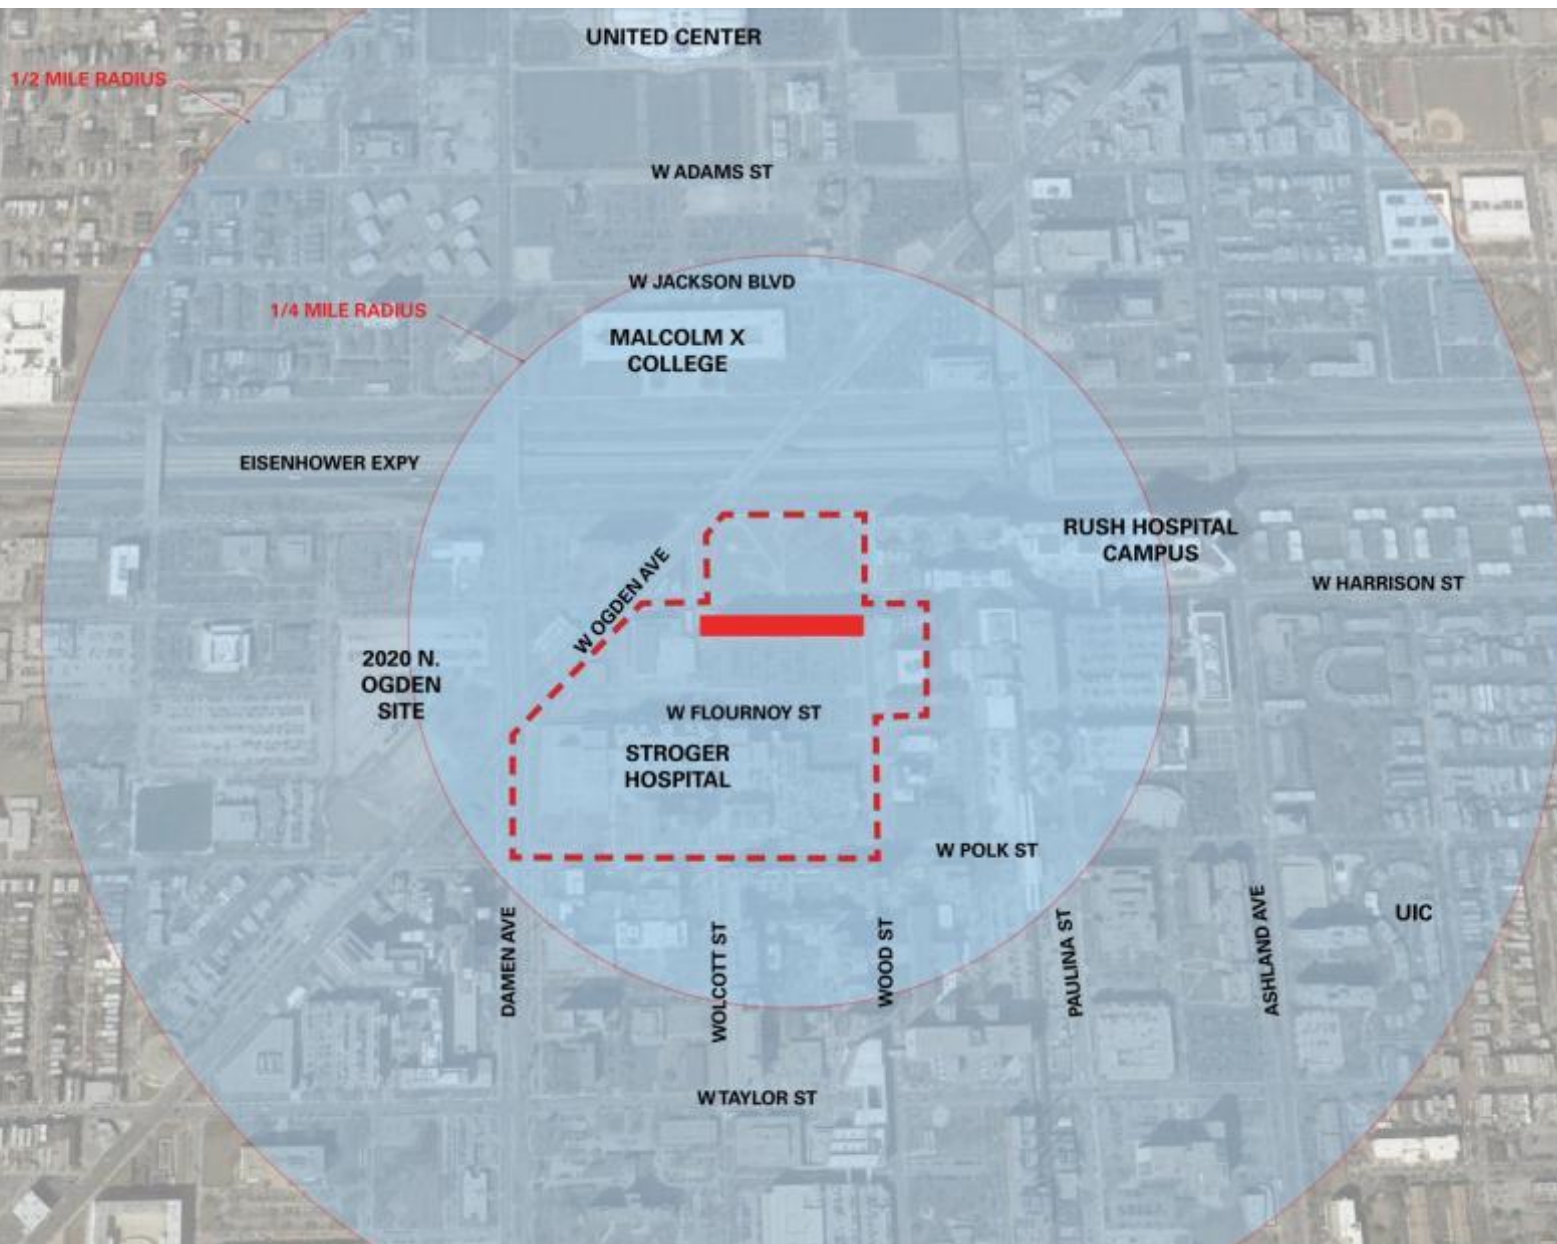 UNITED CENTER
1/2 MILE RADIUS
W ADAMS ST
W JACKSON BLVD
1/4 MILE RADIUS
MALCOLM X
COLLEGE
EISENHOWER EXPY
RUSH HOSPITAL
CAMPUS
W HARRISON ST
W OGDEN AVE
2020 N.
OGDEN
SITE
W FLOURNOY ST
STROGER
HOSPITAL
W POLK ST
UIC
DAMEN AVE
WOLCOTT ST
WOOD ST
PAULINA ST
ASHLAND AVE
W TAYLOR ST